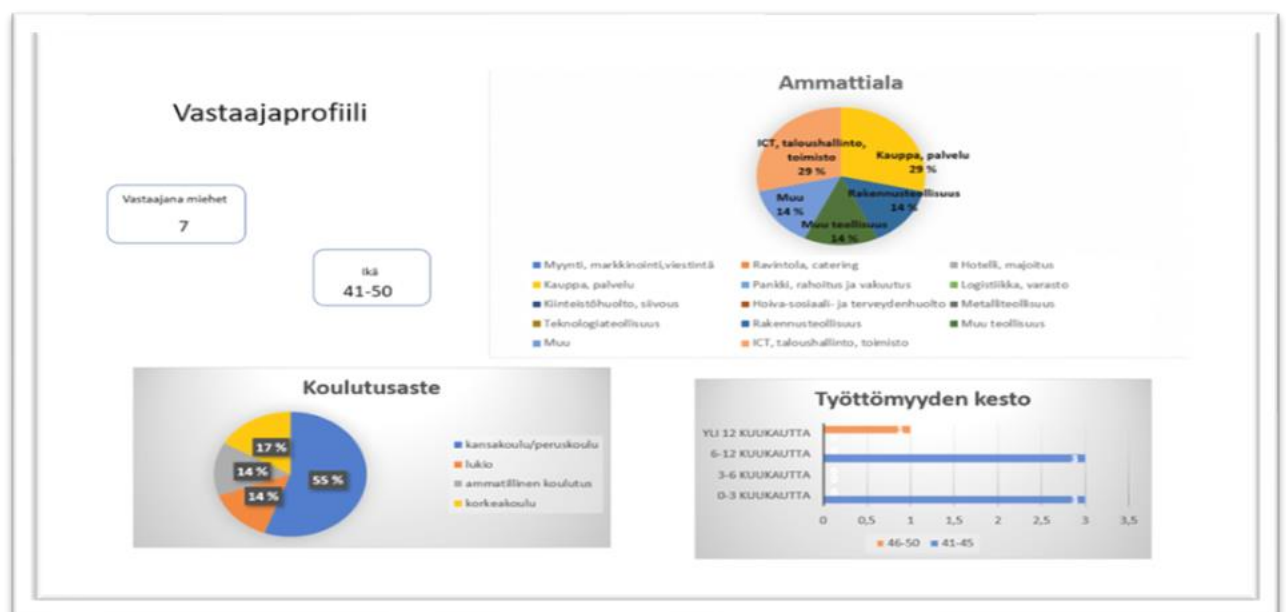 Vastaajaprofiili
Vastaajana miehet
7
Ikä
41-50
Ammattiala
ICT, taloushallinto,
toimisto
29 %
Kauppa, palvelu
29 %
Muu
14 %
Rakennusteollisuus
14 %
Muu teollisuus
14 %
Myynti, markkinointi,viestintä
Ravintola, catering
Hotelli, majoitus
Kauppa, palvelu
Pankki, rahoitus ja vakuutus
Logistiikka, varasto
Kiinteistöhuolto, siivous
Hoiva-sosiaali- ja terveydenhuolto
Metalliteollisuus
Teknologiateollisuus
Rakennusteollisuus
Muu teollisuus
Muu
ICT, taloushallinto, toimisto
Koulutusaste
17 %
14 %
14 %
55 %
kansakoulu/peruskoulu
lukio
ammatillinen koulutus
korkeakoulu
Työttömyyden kesto
YLI 12 KUUKAUTTA
6-12 KUUKAUTTA
3-6 KUUKAUTTA
0-3 KUUKAUTTA
0 0,5 1 1,5 2 2,5 3 3,5
46-50 41-45